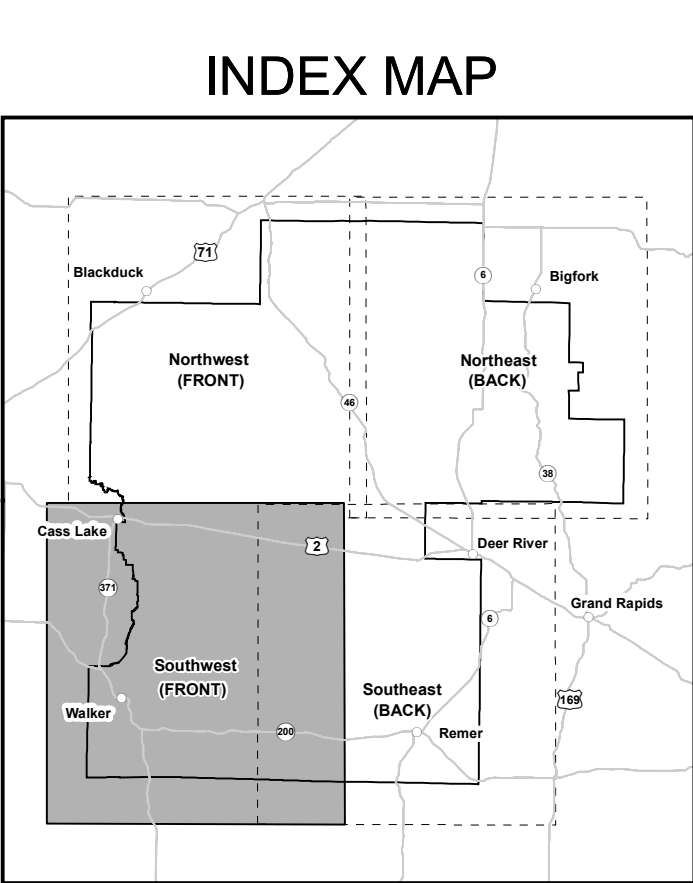 INDEX MAP
71
Blackduck
6
Bigfork
Northwest
(FRONT)
Northeast
(BACK)
46
38
Cass Lake
2
Deer River
371
Grand Rapids
6
Southwest
(FRONT)
Southeast
(BACK)
Walker
169
200
Remer